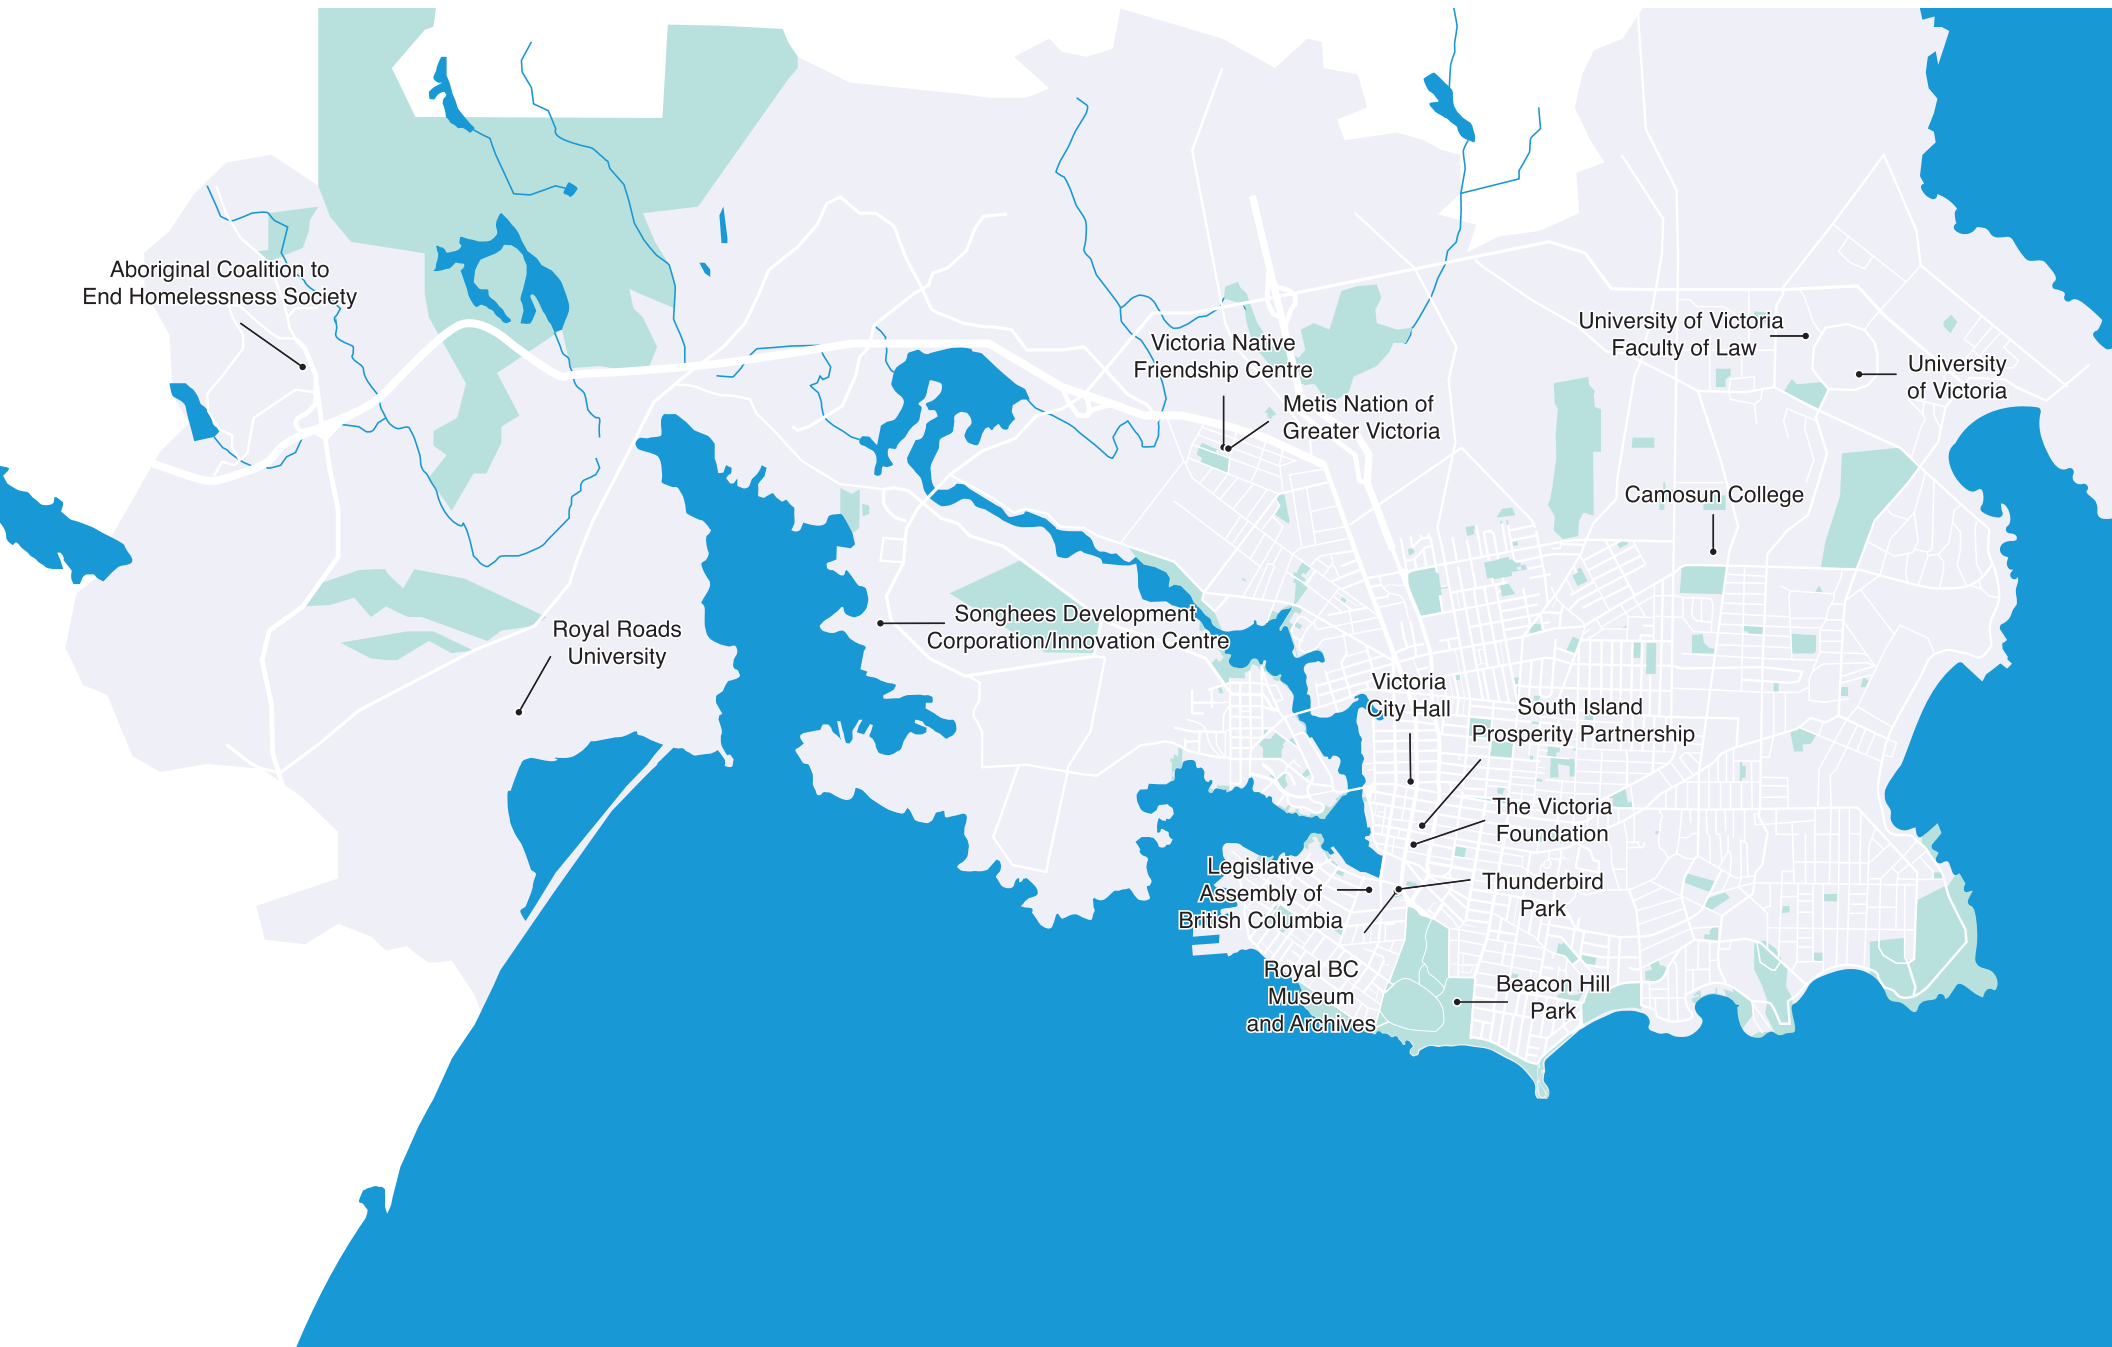 Aboriginal Coalition to
End Homelessness Society
Victoria Native
Friendship Centre
Metis Nation of
Greater Victoria
University of Victoria
Faculty of Law
University
of Victoria
Camosun College
Royal Roads
University
Songhees Development
Corporation/Innovation Centre
Victoria
City Hall
South Island
Prosperity Partnership
The Victoria
Foundation
Legislative
Assembly of
British Columbia
Thunderbird
Park
Royal BC
Museum
and Archives
Beacon Hill
Park